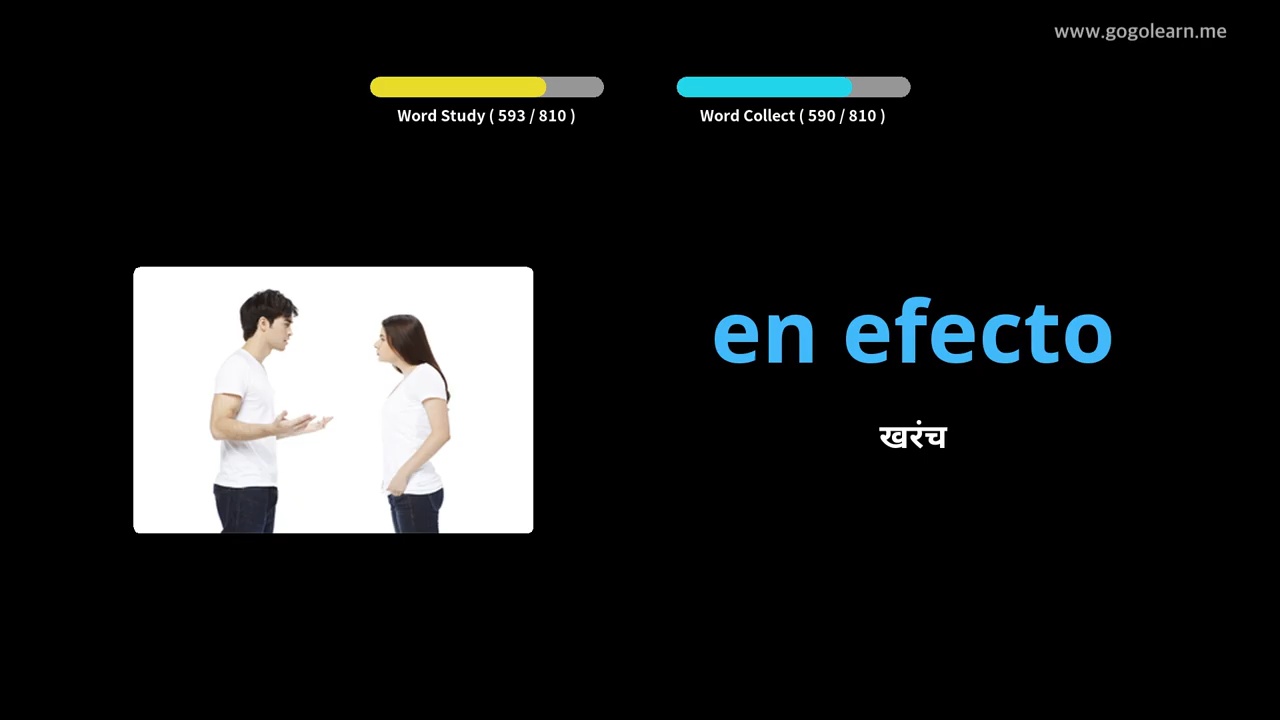 www.gogolearn.me
Word Study ( 593 / 810 )
Word Collect ( 590 / 810 )
en efecto
खरंच